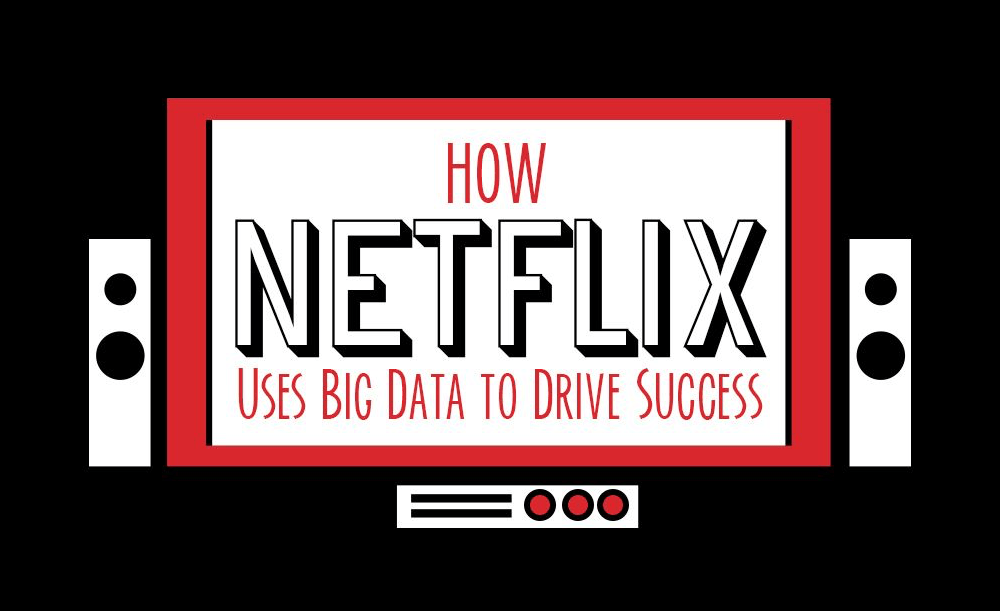 HOW
NETFLIX
USES BIG DATA TO DRIVE SUCCESS